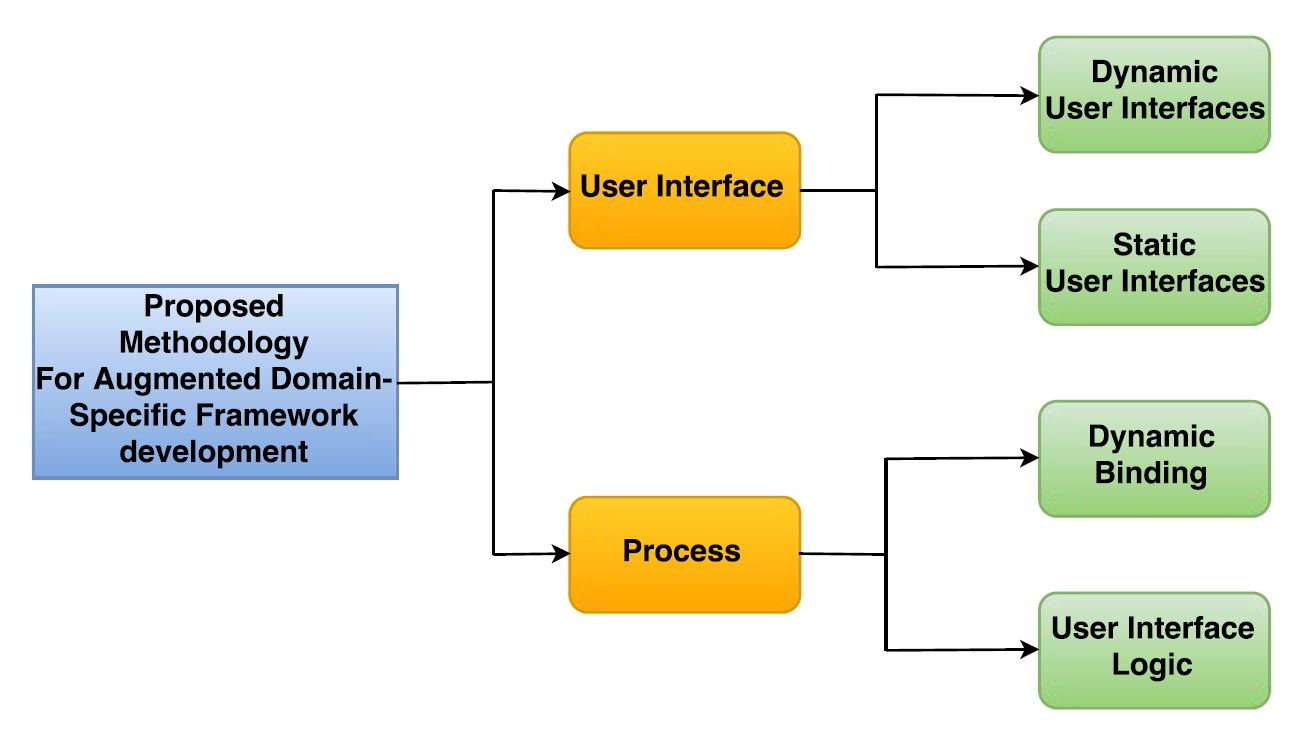 Proposed
Methodology
For Augmented Domain-
Specific Framework
development
User Interface
Process
Dynamic
User Interfaces
Static
User Interfaces
Dynamic
Binding
User Interface
Logic